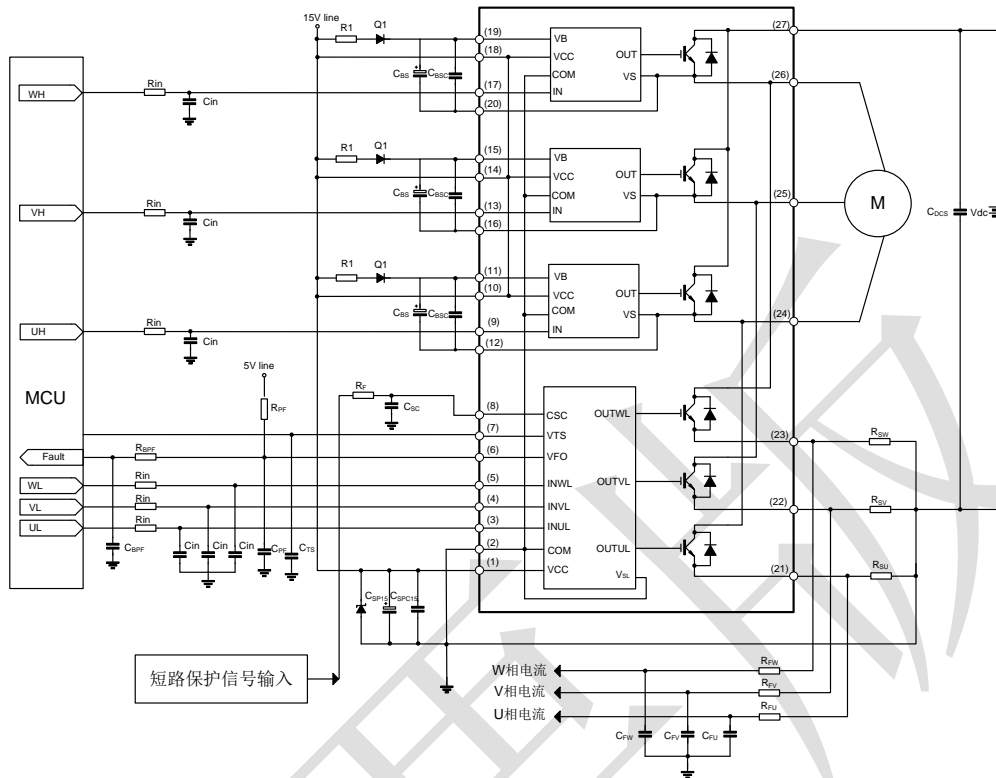 15V line
R1
Q1
CBS
CBSC
(19)
(18)
(17)
(20)
VB
VCC
COM
IN
OUT
VS
(27)
(26)
WH
Rin
Cin
R1
Q1
CBS
CBSC
(15)
(14)
(13)
(16)
VB
VCC
COM
IN
OUT
VS
(25)
M
CDCS
Vdc
VH
Rin
Cin
R1
Q1
CBS
CBSC
(11)
(10)
(9)
(12)
VB
VCC
COM
IN
OUT
VS
(24)
UH
Rin
Cin
MCU
5V line
RPF
RF
CSC
(8)
(7)
(6)
(5)
(4)
(3)
(2)
(1)
CSC
VTS
VFO
INWL
INVL
INUL
COM
VCC
OUTWL
OUTVL
OUTUL
VSL
(23)
(22)
(21)
RSW
RSV
RSU
Fault
RBPF
WL
Rin
VL
Rin
UL
Rin
CBPF
Cin
Cin
Cin
CPF
CTS
CSP15
CSPC15
短路保护信号输入
W相电流
V相电流
U相电流
RFW
RFV
RFU
CFW
CFV
CFU